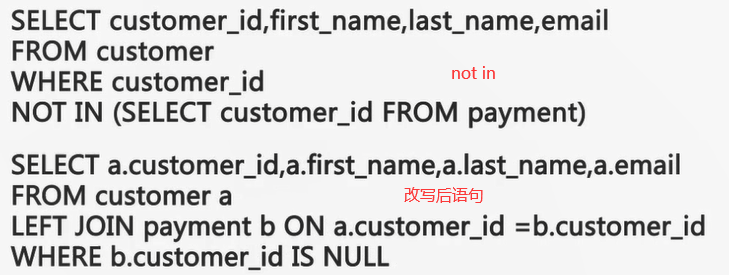 SELECT customer_id,first_name,last_name,email
FROM customer
WHERE customer_id
not in
NOT IN (SELECT customer_id FROM payment)
SELECT a.customer_id,a.first_name,a.last_name,a.email
FROM customer a
改写后语句
LEFT JOIN payment b ON a.customer_id =b.customer_id
WHERE b.customer_id IS NULL